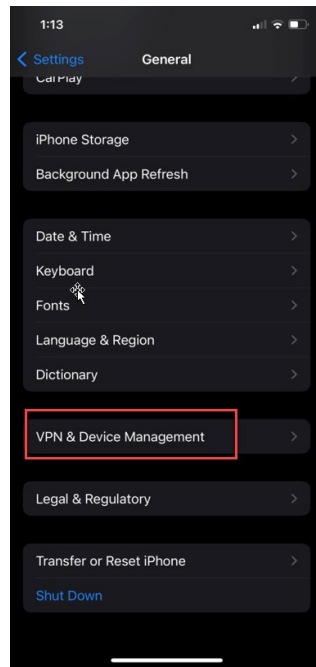 1:13
Settings
General
CarPlay
iPhone Storage
Background App Refresh
Date & Time
Keyboard
Fonts
Language & Region
Dictionary
VPN & Device Management
Legal & Regulatory
Transfer or Reset iPhone
Shut Down